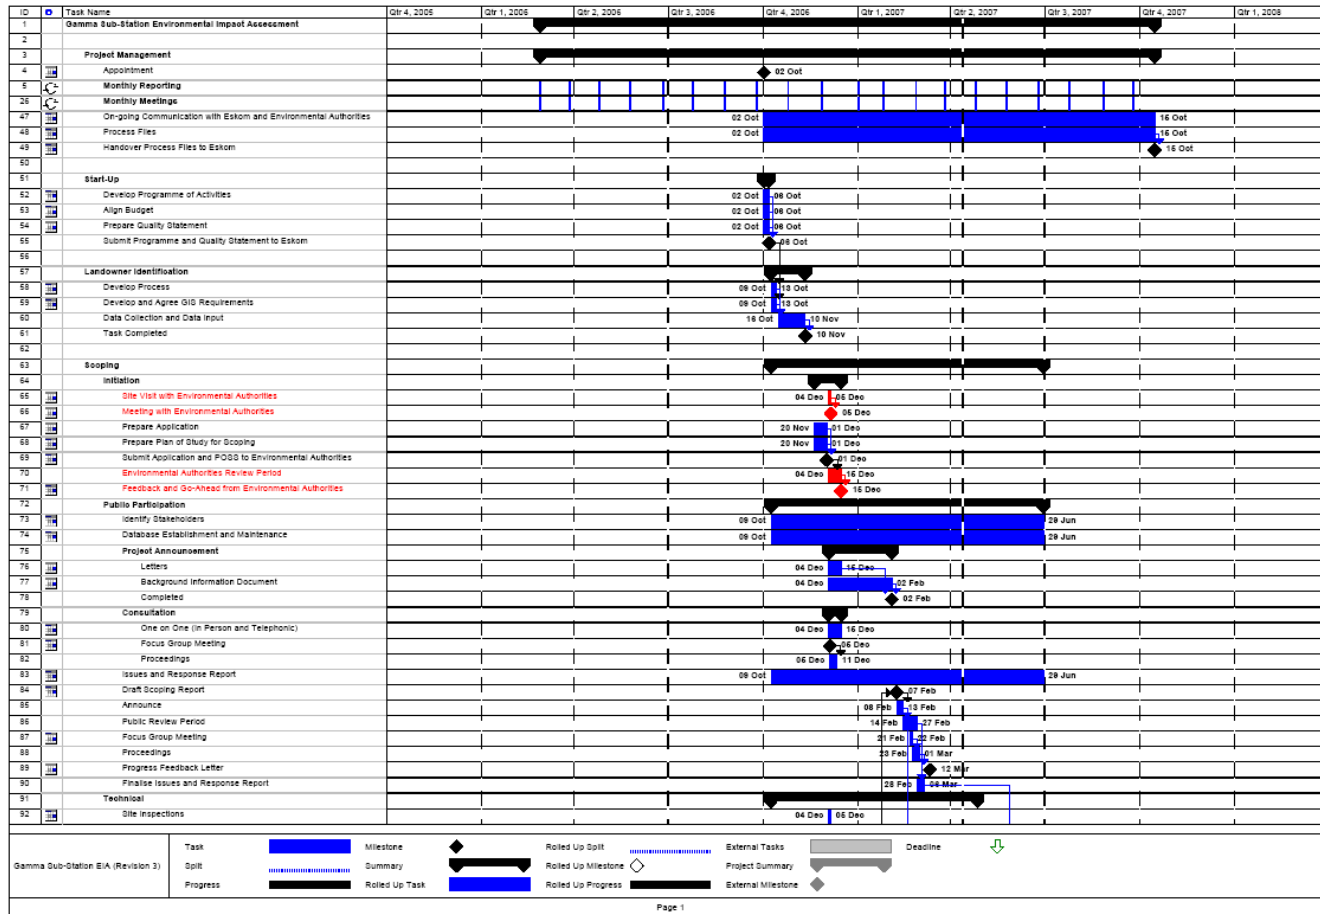 ID Task Name Qtr 4, 2005 Qtr 1, 2006 Qtr 2, 2006 Qtr 3, 2006 Qtr 4, 2006 Qtr 1, 2007 Qtr 2, 2007 Qtr 3, 2007 Qtr 4, 2007 Qtr 1, 2008
1 Gamma Sub-Station Environmental Impact Assessment
2
3 Project Management
4 Appointment 02 Oct
5 Monthly Reporting
26 Monthly Meetings
47 On-going Communication with Eskom and Environmental Authorities 02 Oct 15 Oct
48 Process Files 02 Oct 15 Oct
49 Handover Process Files to Eskom 15 Oct
50
51 Start-Up
52 Develop Programme of Activities 02 Oct 06 Oct
53 Align Budget 02 Oct 06 Oct
54 Prepare Quality Statement 02 Oct 06 Oct
55 Submit Programme and Quality Statement to Eskom 06 Oct
56
57 Landowner Identification
58 Develop Process 09 Oct 13 Oct
59 Develop and Agree GIS Requirements 09 Oct 13 Oct
60 Data Collection and Data Input 16 Oct 10 Nov
61 Task Completed 10 Nov
62
63 Scoping
64 Initiation
65 Site Visit with Environmental Authorities 04 Dec 05 Dec
66 Meeting with Environmental Authorities 05 Dec
67 Prepare Application 20 Nov 01 Dec
68 Prepare Plan of Study for Scoping 20 Nov 01 Dec
69 Submit Application and POSS to Environmental Authorities 01 Dec
70 Environmental Authorities Review Period 04 Dec 15 Dec
71 Feedback and Go-Ahead from Environmental Authorities 15 Dec
72 Public Participation
73 Identify Stakeholders 09 Oct 29 Jun
74 Database Establishment and Maintenance 09 Oct 29 Jun
75 Project Announcement
76 Letters 04 Dec 15 Dec
77 Background Information Document 04 Dec 02 Feb
78 Completed 02 Feb
79 Consultation
80 One on One (In Person and Telephonic) 04 Dec 15 Dec
81 Focus Group Meeting 05 Dec
82 Proceedings 05 Dec 11 Dec
83 Issues and Response Report 09 Oct 29 Jun
84 Draft Scoping Report 07 Feb
85 Announce 08 Feb 13 Feb
86 Public Review Period 14 Feb 27 Feb
87 Focus Group Meeting 21 Feb 22 Feb
88 Proceedings 23 Feb 01 Mar
89 Progress Feedback Letter 12 Mar
90 Finalise Issues and Response Report 28 Feb 06 Mar
91 Technical
92 Site Inspections 04 Dec 05 Dec
Task Milestone Rolled Up Split External Tasks Deadline
Gamma Sub-Station EIA (Revision 3) Split Summary Rolled Up Milestone Project Summary
Progress Rolled Up Task Rolled Up Progress External Milestone
Page 1